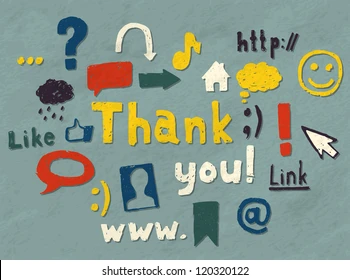 ...
?
http://
Like
Thank
;)
!
you!
:)
Link
www.
@
shutterstock.com · 120320122